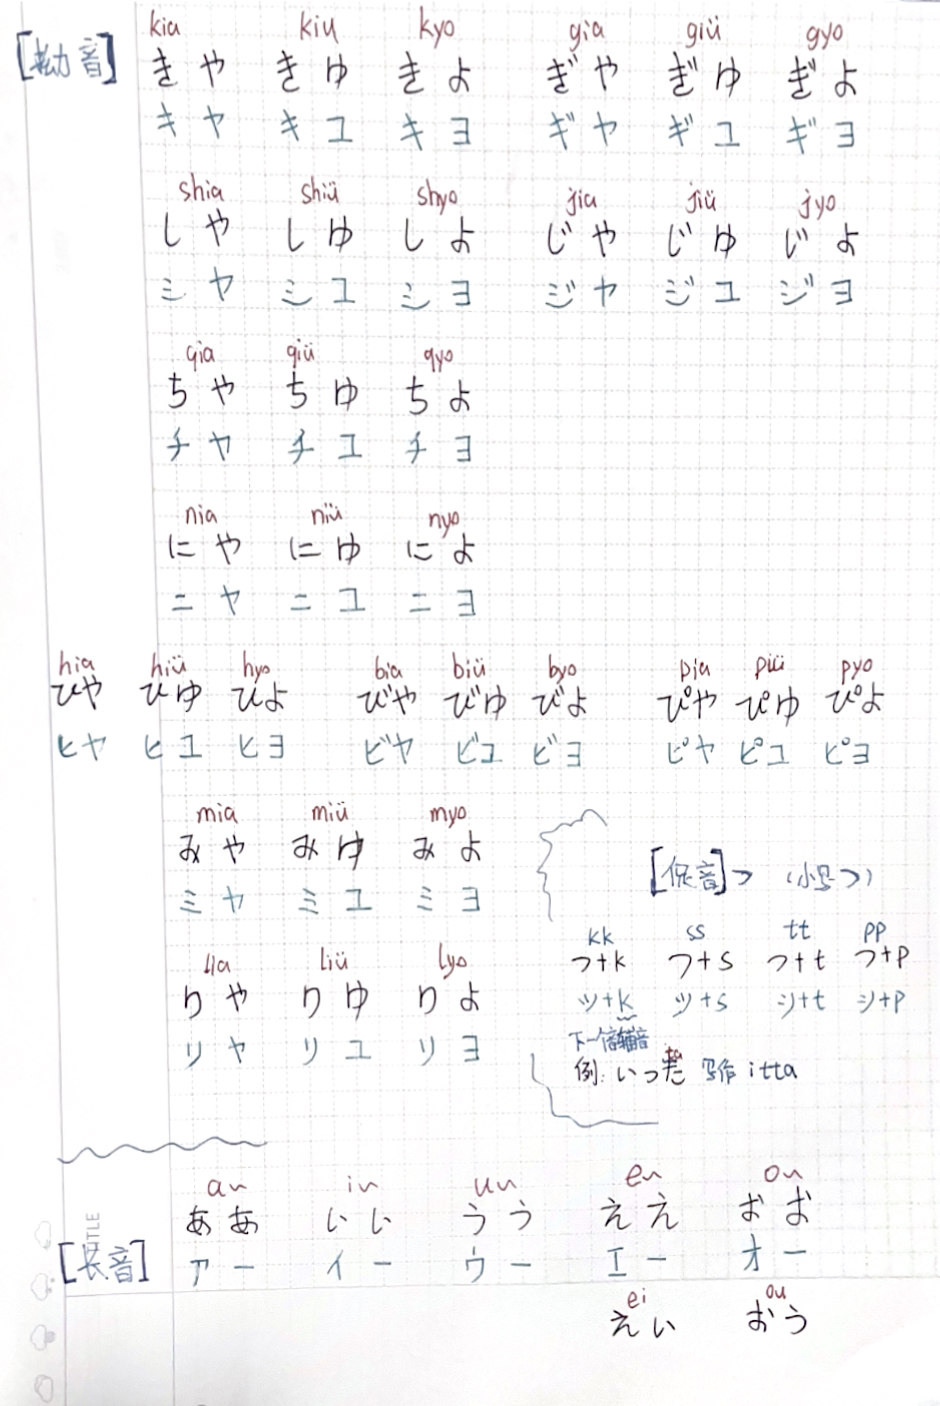 kia kiu kyo gia giü gyo
[拗音] きや きゆ きよ ぎや ぎゆ ぎよ
キヤ キユ キヨ ギヤ ギユ ギヨ
shia shiü shyo jia jiü jyo
しや しゆ しよ じや じゆ じよ
シヤ シユ シヨ ジヤ ジユ ジヨ
qia qiü qyo
ちや ちゆ ちよ
チヤ チユ チヨ
nia niü nyo
にや にゆ によ
ニヤ ニユ ニヨ
hia hiü hyo bia biü byo pia piü pyo
ひや ひゆ ひよ びや びゆ びよ ぴや ぴゆ ぴよ
ヒヤ ヒユ ヒヨ ビヤ ビユ ビヨ ピヤ ピユ ピヨ
mia miü myo
みや みゆ みよ
ミヤ ミユ ミヨ
[促音]っ (小号つ)
lia liü lyo
りや りゆ りよ
リヤ リユ リヨ
kk ss tt pp
つ+k つ+s つ+t つ+p
ツ+k ツ+s ツ+t ツ+p
下一个音辅音
ta
例: いった 写作 itta
an in un en on
ああ いい うう ええ おお
[长音] アー イー ウー エー オー
TITLE
ei ou
えい おう